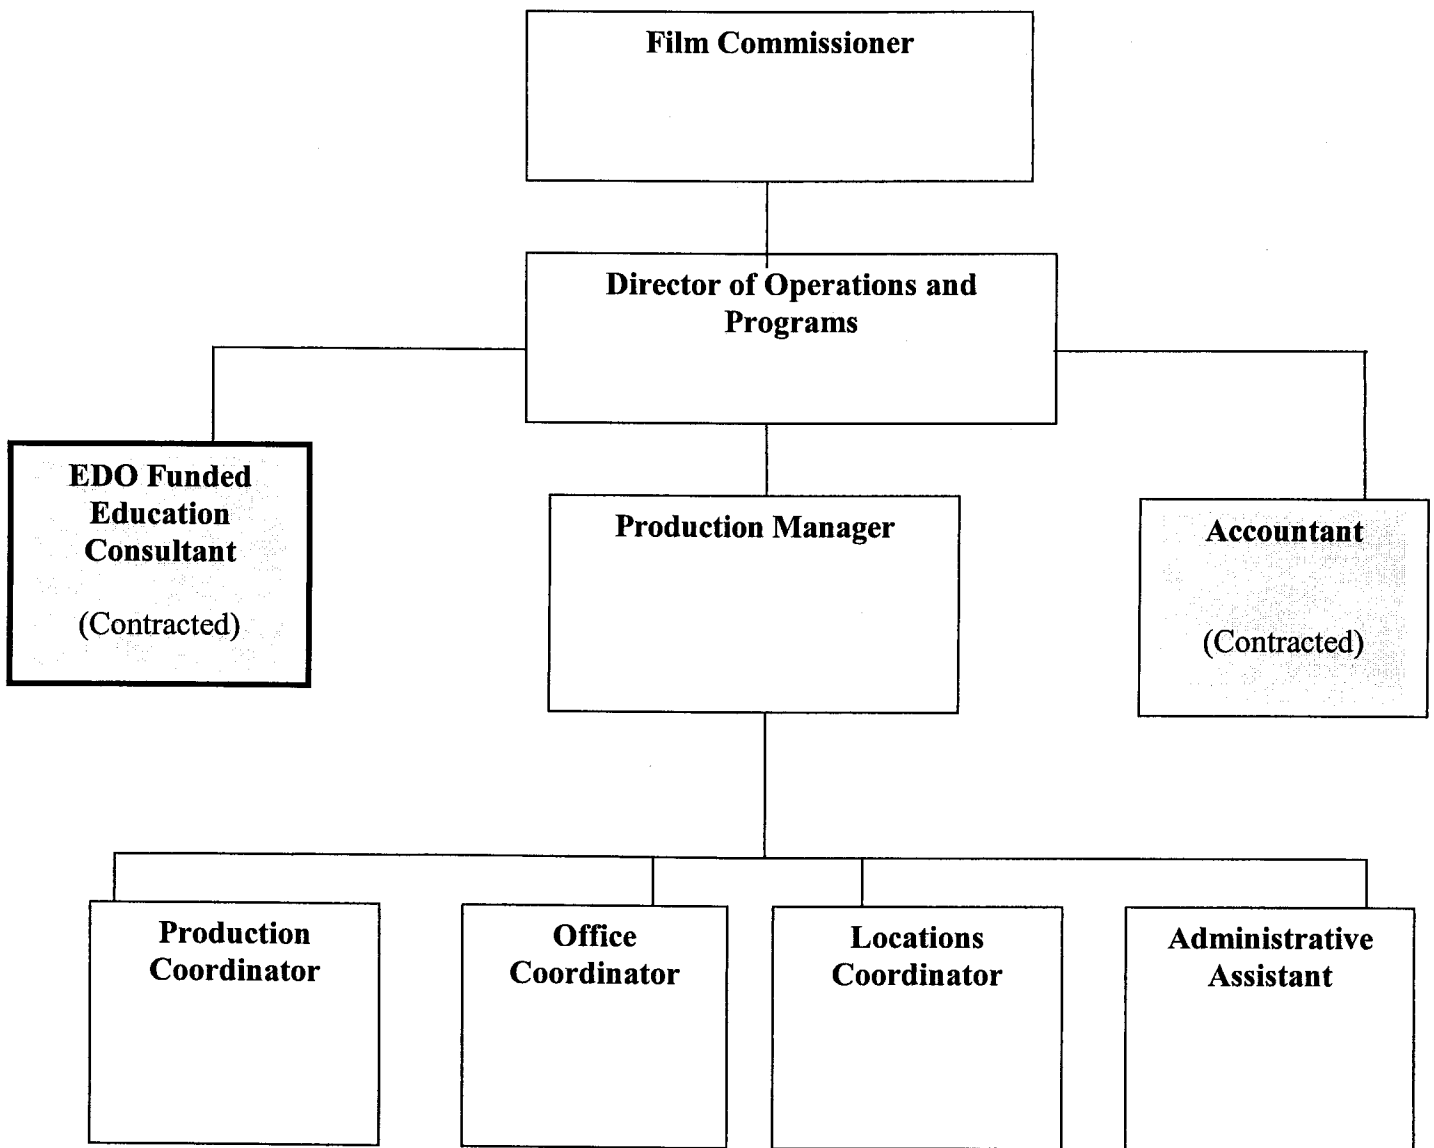 Film Commissioner
Director of Operations and
Programs
EDO Funded
Education
Consultant
(Contracted)
Production Manager
Accountant
(Contracted)
Production
Coordinator
Office
Coordinator
Locations
Coordinator
Administrative
Assistant